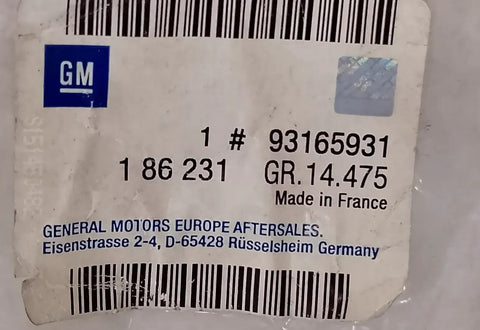 GM
1 # 93165931
1 86 231 GR.14.475
Made in France
GENERAL MOTORS EUROPE AFTERSALES.
Eisenstrasse 2-4, D-65428 Rüsselsheim Germany